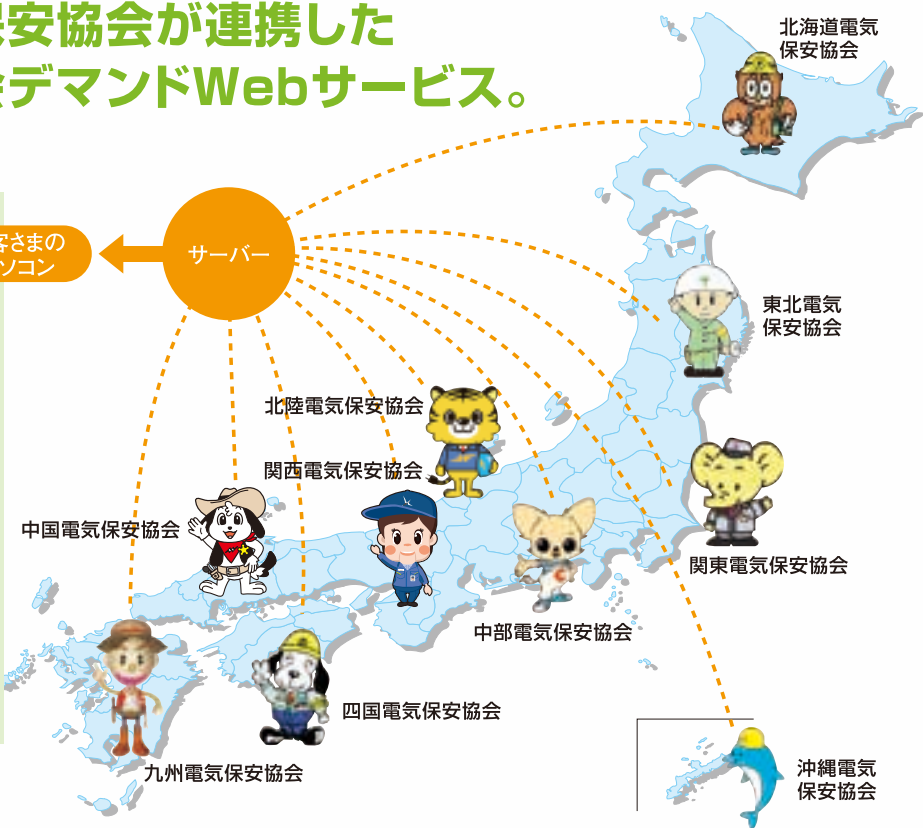 保安協会が連携した
会デマンドWebサービス。
北海道電気
保安協会
客さまの
ソコン
サーバー
東北電気
保安協会
北陸電気保安協会
関西電気保安協会
中国電気保安協会
関東電気保安協会
中部電気保安協会
四国電気保安協会
九州電気保安協会
沖縄電気
保安協会